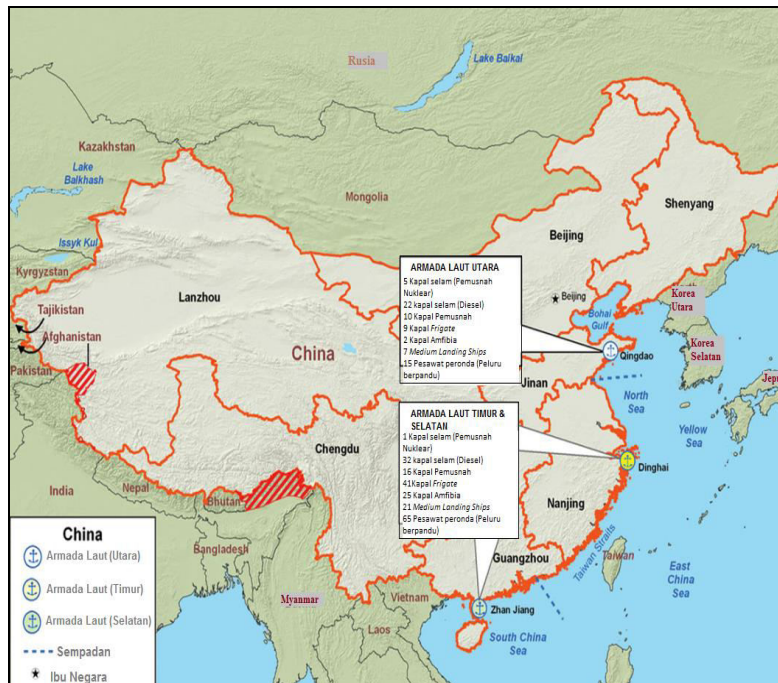 Rusia
Lake Baikal
Kazakhstan
Lake
Balkhash
Mongolia
Shenyang
Beijing
Issyk Kul
Kyrgyzstan
Lanzhou
ARMADA LAUT UTARA
5 Kapal selam (Pemusnah
Nuklear)
22 kapal selam (Diesel)
10 Kapal Pemusnah
9 Kapal Frigate
2 Kapal Amfibia
7 Medium Landing Ships
15 Pesawat peronda (Peluru
berpandu)
Beijing
Bohai
Gulf
Korea
Utara
Tajikistan
Afghanistan
China
Pakistan
Qingdao
Korea
Selatan
Jinan
North
Sea
Yellow
Sea
ARMADA LAUT TIMUR &
SELATAN
1 Kapal selam (Pemusnah
Nuklear)
32 kapal selam (Diesel)
16 Kapal Pemusnah
41Kapal Frigate
25 Kapal Amfibia
21 Medium Landing Ships
65 Pesawat peronda (Peluru
berpandu)
Chengdu
Dinghai
India
Nepal
Bhutan
Nanjing
Bangladesh
Guangzhou
Taiwan Straits
Taiwan
East
China
Sea
Myanmar
Vietnam
Zhan Jiang
Laos
South China
Sea
China
Armada Laut (Utara)
Armada Laut (Timur)
Armada Laut (Selatan)
Sempadan
Ibu Negara